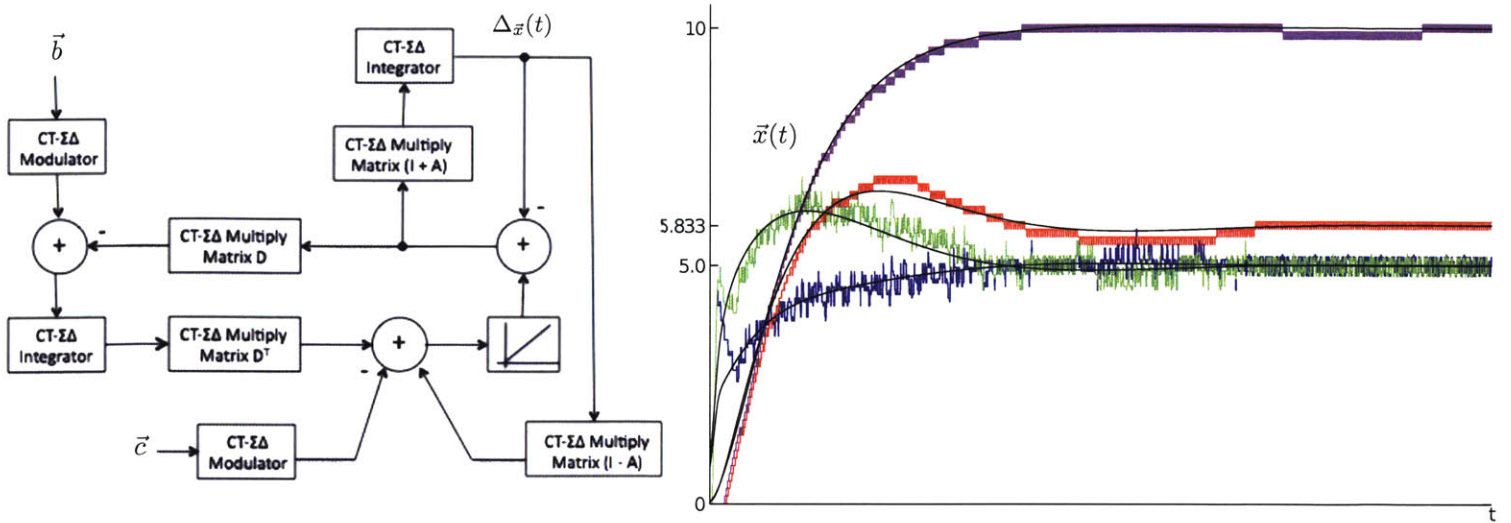 b⃗
Δ_x⃗(t)
CT-ΣΔ
Integrator
CT-ΣΔ
Modulator
CT-ΣΔ Multiply
Matrix (I + A)
-
+
-
CT-ΣΔ Multiply
Matrix D
+
CT-ΣΔ
Integrator
CT-ΣΔ Multiply
Matrix Dᵀ
+
-
c⃗
CT-ΣΔ
Modulator
CT-ΣΔ Multiply
Matrix (I - A)
10
x⃗(t)
5.833
5.0
0
t